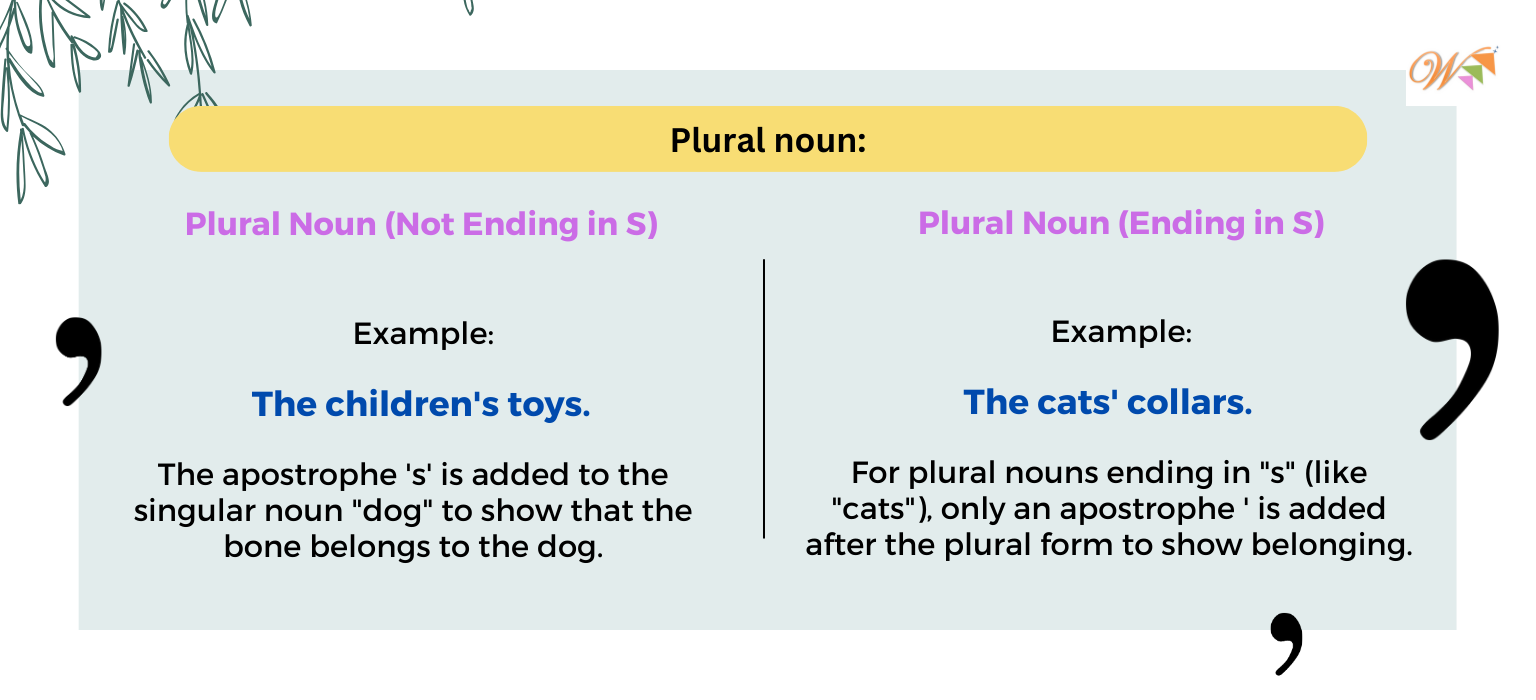 W
Plural noun:
Plural Noun (Not Ending in S)
Example:
The children's toys.
The apostrophe 's' is added to the
singular noun "dog" to show that the
bone belongs to the dog.
Plural Noun (Ending in S)
Example:
The cats' collars.
For plural nouns ending in "s" (like
"cats"), only an apostrophe ' is added
after the plural form to show belonging.